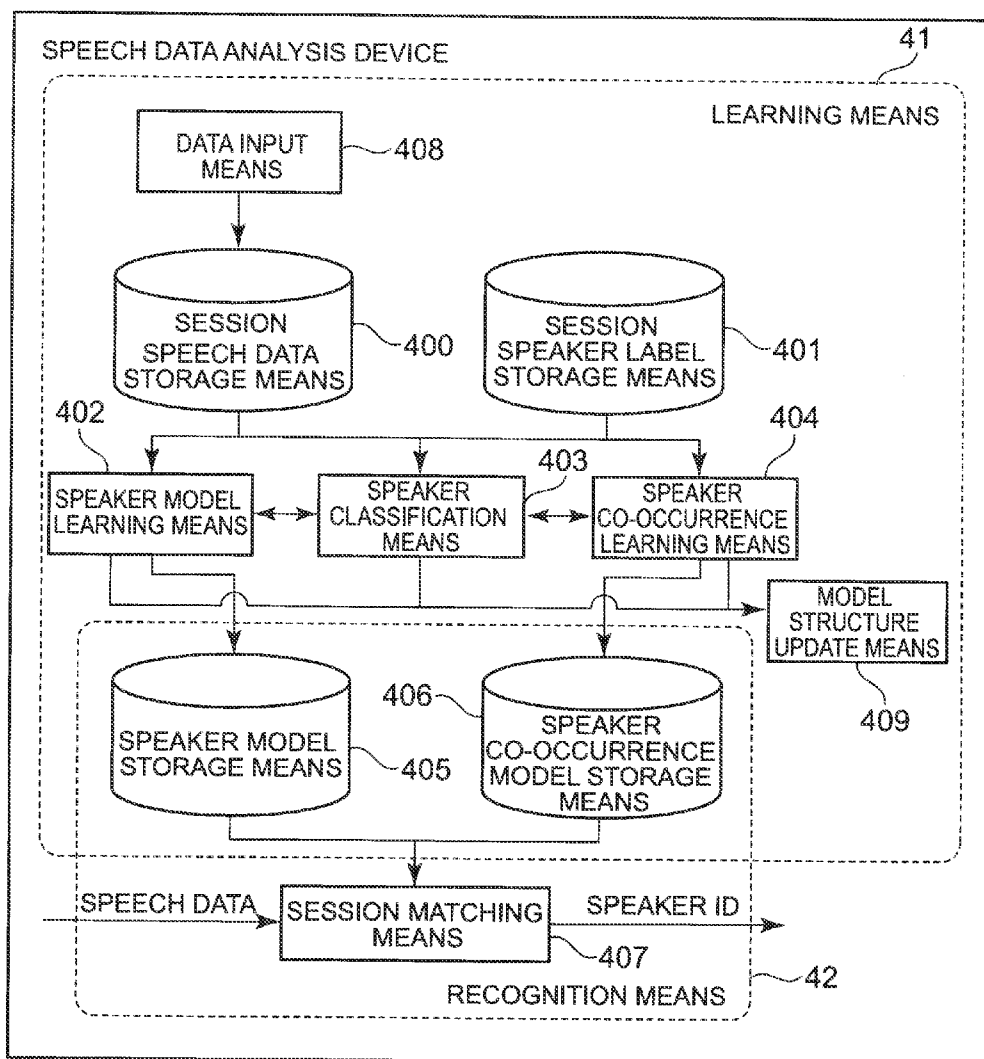 SPEECH DATA ANALYSIS DEVICE
41
LEARNING MEANS
DATA INPUT
MEANS
408
SESSION
SPEECH DATA
STORAGE MEANS
400
SESSION
SPEAKER LABEL
STORAGE MEANS
401
402
SPEAKER MODEL
LEARNING MEANS
403
SPEAKER
CLASSIFICATION
MEANS
404
SPEAKER
CO-OCCURRENCE
LEARNING MEANS
MODEL
STRUCTURE
UPDATE MEANS
409
SPEAKER MODEL
STORAGE MEANS
405
406
SPEAKER
CO-OCCURRENCE
MODEL STORAGE
MEANS
SPEECH DATA
SESSION MATCHING
MEANS
407
SPEAKER ID
42
RECOGNITION MEANS